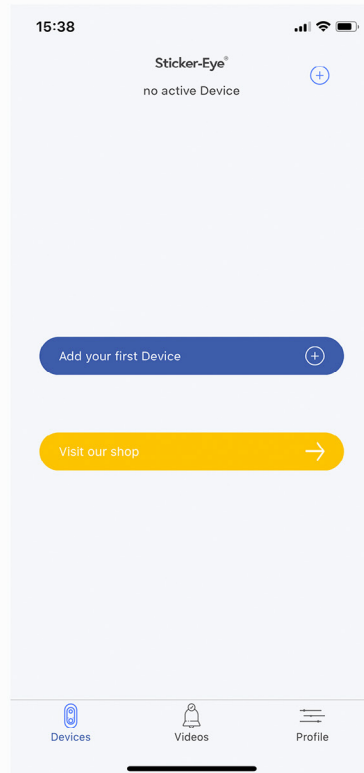 15:38
Sticker-Eye®
no active Device
Add your first Device
Visit our shop
Devices
Videos
Profile